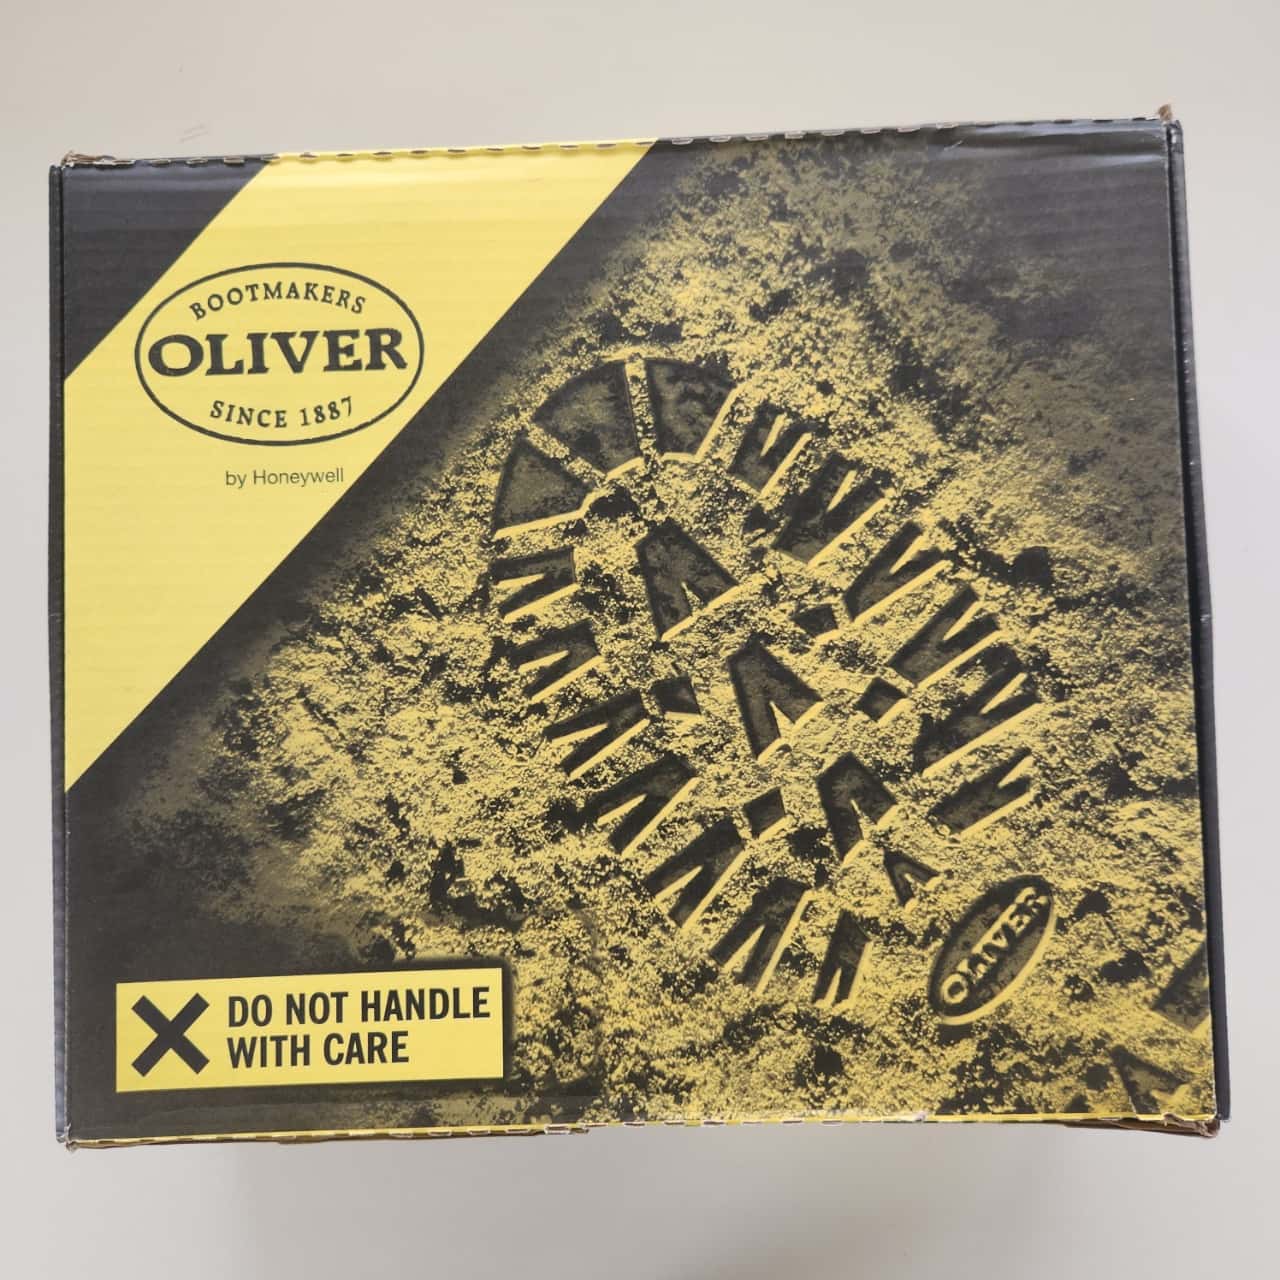 BOOTMAKERS
OLIVER
SINCE 1887
by Honeywell
OLIVER
DO NOT HANDLE
WITH CARE